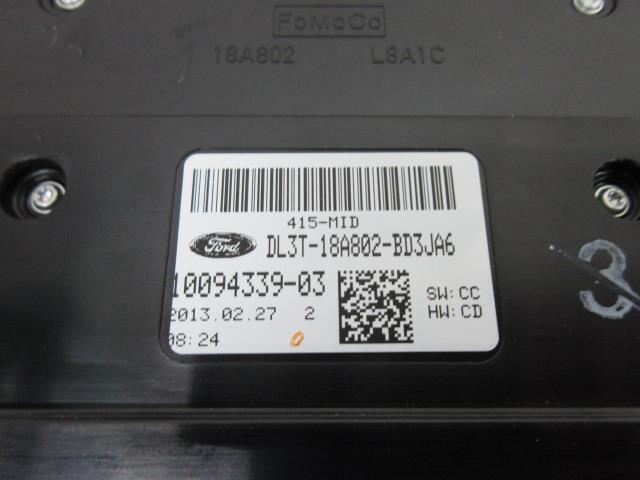 FoMoCo
18A802 L8A1C
415-MID
Ford DL3T-18A802-BD3JA6
10094339-03
SW:CC
2013.02.27 2
HW:CD
08:24 0
3